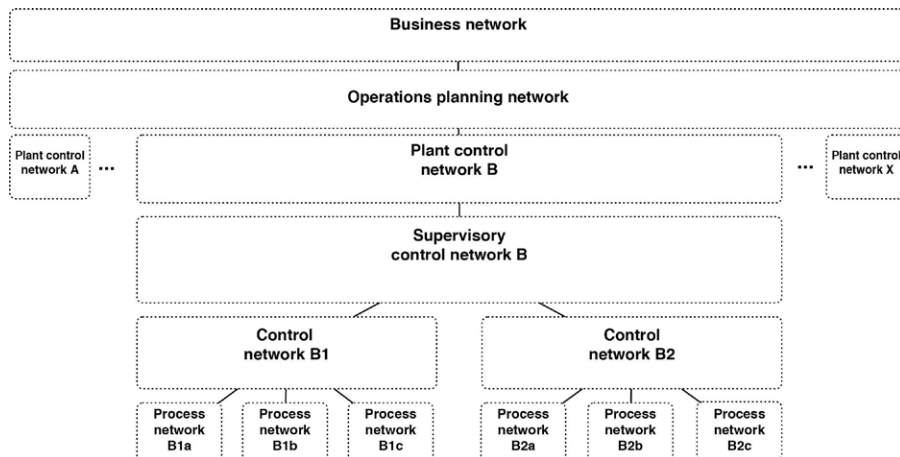 Business network
Operations planning network
Plant control
network A
...
Plant control
network B
...
Plant control
network X
Supervisory
control network B
Control
network B1
Control
network B2
Process
network
B1a
Process
network
B1b
Process
network
B1c
Process
network
B2a
Process
network
B2b
Process
network
B2c